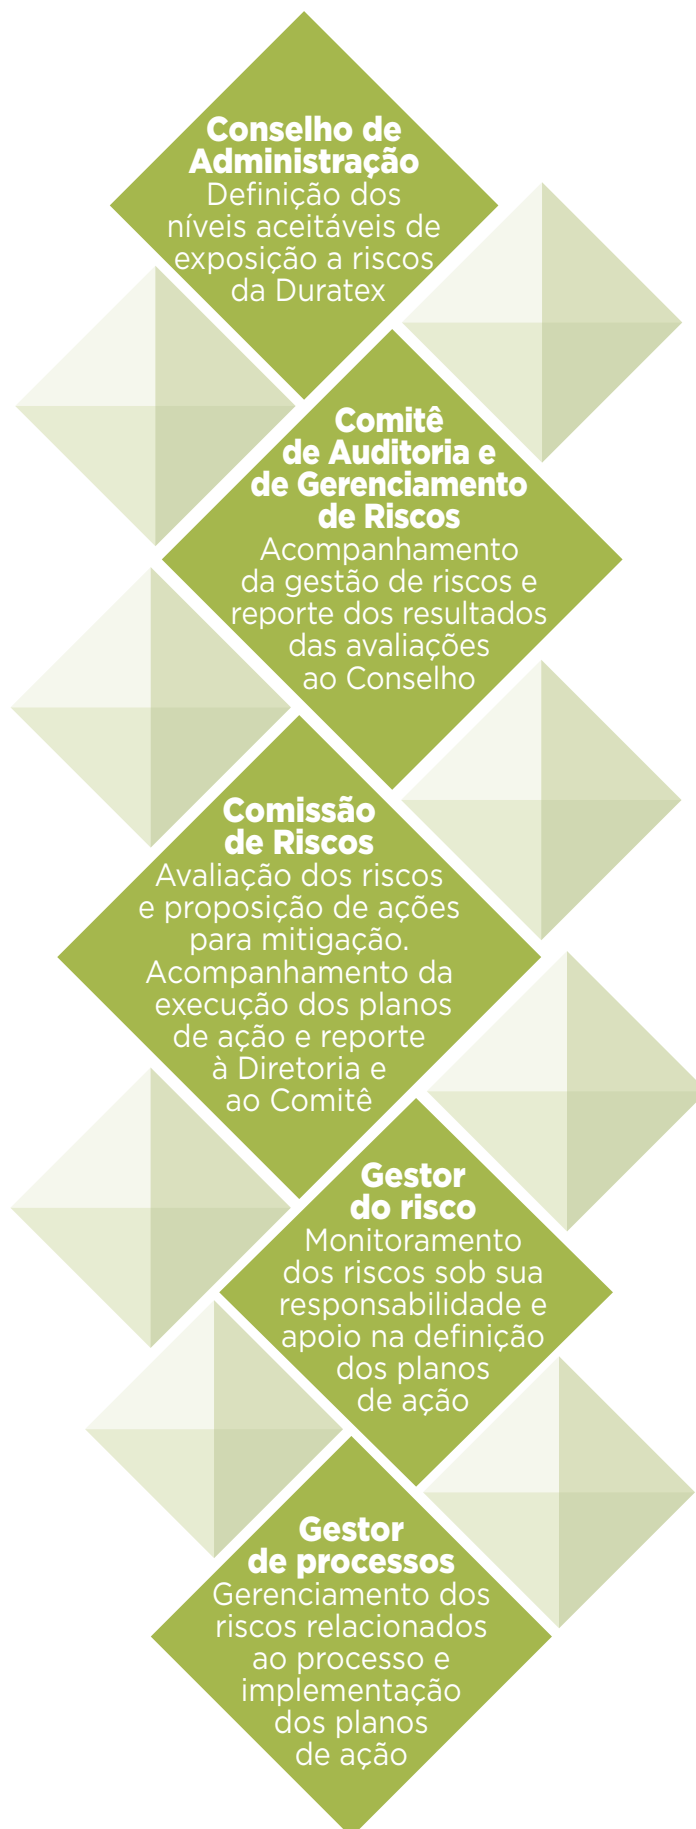 Conselho de
Administração
Definição dos
níveis aceitáveis de
exposição a riscos
da Duratex
Comitê
de Auditoria e
de Gerenciamento
de Riscos
Acompanhamento
da gestão de riscos e
reporte dos resultados
das avaliações
ao Conselho
Comissão
de Riscos
Avaliação dos riscos
e proposição de ações
para mitigação.
Acompanhamento da
execução dos planos
de ação e reporte
à Diretoria e
ao Comitê
Gestor
do risco
Monitoramento
dos riscos sob sua
responsabilidade e
apoio na definição
dos planos
de ação
Gestor
de processos
Gerenciamento dos
riscos relacionados
ao processo e
implementação
dos planos
de ação